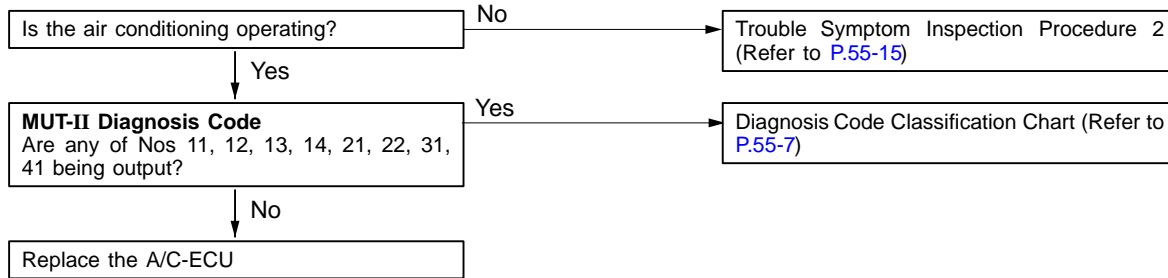 Is the air conditioning operating?
No
Trouble Symptom Inspection Procedure 2
(Refer to P.55-15)
Yes
MUT-II Diagnosis Code
Are any of Nos 11, 12, 13, 14, 21, 22, 31,
41 being output?
Yes
Diagnosis Code Classification Chart (Refer to
P.55-7)
No
Replace the A/C-ECU